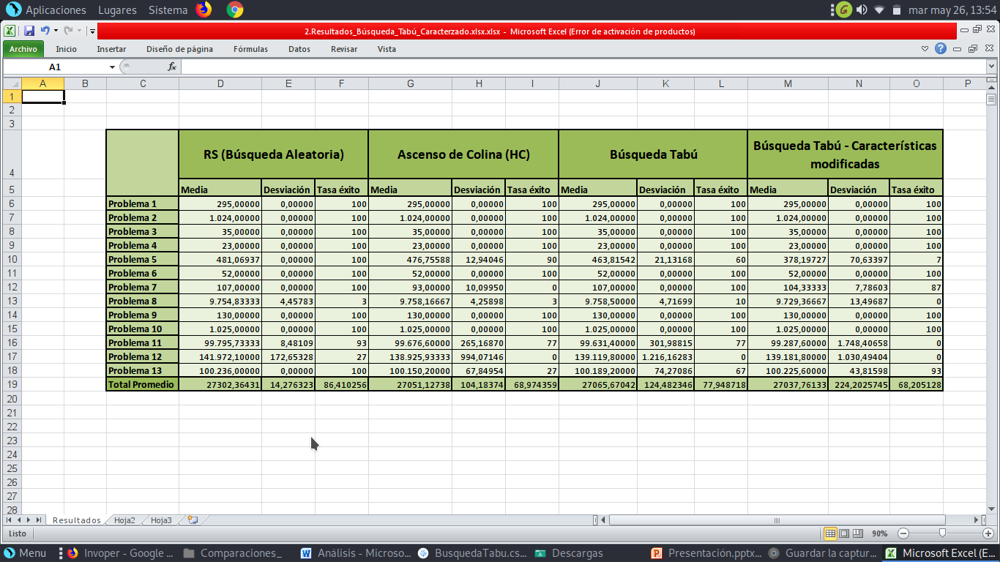 Aplicaciones Lugares Sistema mar may 26, 13:54
2.Resultados_Búsqueda_Tabú_Caracterzado.xlsx.xlsx - Microsoft Excel (Error de activación de productos)
Archivo Inicio Insertar Diseño de página Fórmulas Datos Revisar Vista
A1 fx
A B C D E F G H I J K L M N O P
1
2
3
4 RS (Búsqueda Aleatoria) Ascenso de Colina (HC) Búsqueda Tabú Búsqueda Tabú - Características
modificadas
5 Media Desviación Tasa éxito Media Desviación Tasa éxito Media Desviación Tasa éxito Media Desviación Tasa éxito
6 Problema 1 295,00000 0,00000 100 295,00000 0,00000 100 295,00000 0,00000 100 295,00000 0,00000 100
7 Problema 2 1.024,00000 0,00000 100 1.024,00000 0,00000 100 1.024,00000 0,00000 100 1.024,00000 0,00000 100
8 Problema 3 35,00000 0,00000 100 35,00000 0,00000 100 35,00000 0,00000 100 35,00000 0,00000 100
9 Problema 4 23,00000 0,00000 100 23,00000 0,00000 100 23,00000 0,00000 100 23,00000 0,00000 100
10 Problema 5 481,06937 0,00000 100 476,75588 12,94046 90 463,81542 21,13168 60 378,19727 70,63397 7
11 Problema 6 52,00000 0,00000 100 52,00000 0,00000 100 52,00000 0,00000 100 52,00000 0,00000 100
12 Problema 7 107,00000 0,00000 100 93,00000 10,09950 0 107,00000 0,00000 100 104,33333 7,78603 87
13 Problema 8 9.754,83333 4,45783 3 9.758,16667 4,25898 3 9.758,50000 4,71699 10 9.729,36667 13,49687 0
14 Problema 9 130,00000 0,00000 100 130,00000 0,00000 100 130,00000 0,00000 100 130,00000 0,00000 100
15 Problema 10 1.025,00000 0,00000 100 1.025,00000 0,00000 100 1.025,00000 0,00000 100 1.025,00000 0,00000 100
16 Problema 11 99.795,73333 8,48109 93 99.676,60000 265,16870 77 99.631,40000 301,98815 77 99.287,60000 1.748,40658 0
17 Problema 12 141.972,10000 172,65328 27 138.925,93333 994,07146 0 139.119,80000 1.216,16283 0 139.181,80000 1.030,49404 0
18 Problema 13 100.236,00000 0,00000 100 100.150,20000 67,84954 27 100.189,20000 74,27086 67 100.225,60000 43,81598 93
19 Total Promedio 27302,36431 14,276323 86,410256 27051,12738 104,18374 68,974359 27065,67042 124,482346 77,948718 27037,76133 224,2025745 68,205128
20
21
22
23
24
25
26
27
28
Resultados Hoja2 Hoja3
Listo 90%
Menu Invoper - Google ... Comparaciones_ Análisis - Microso... BusquedaTabu.cs... Descargas Presentación.pptx... Guardar la captur... Microsoft Excel (E...